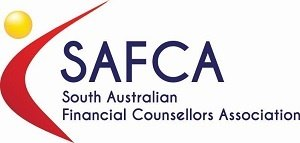 SAFCA
South Australian
Financial Counsellors Association